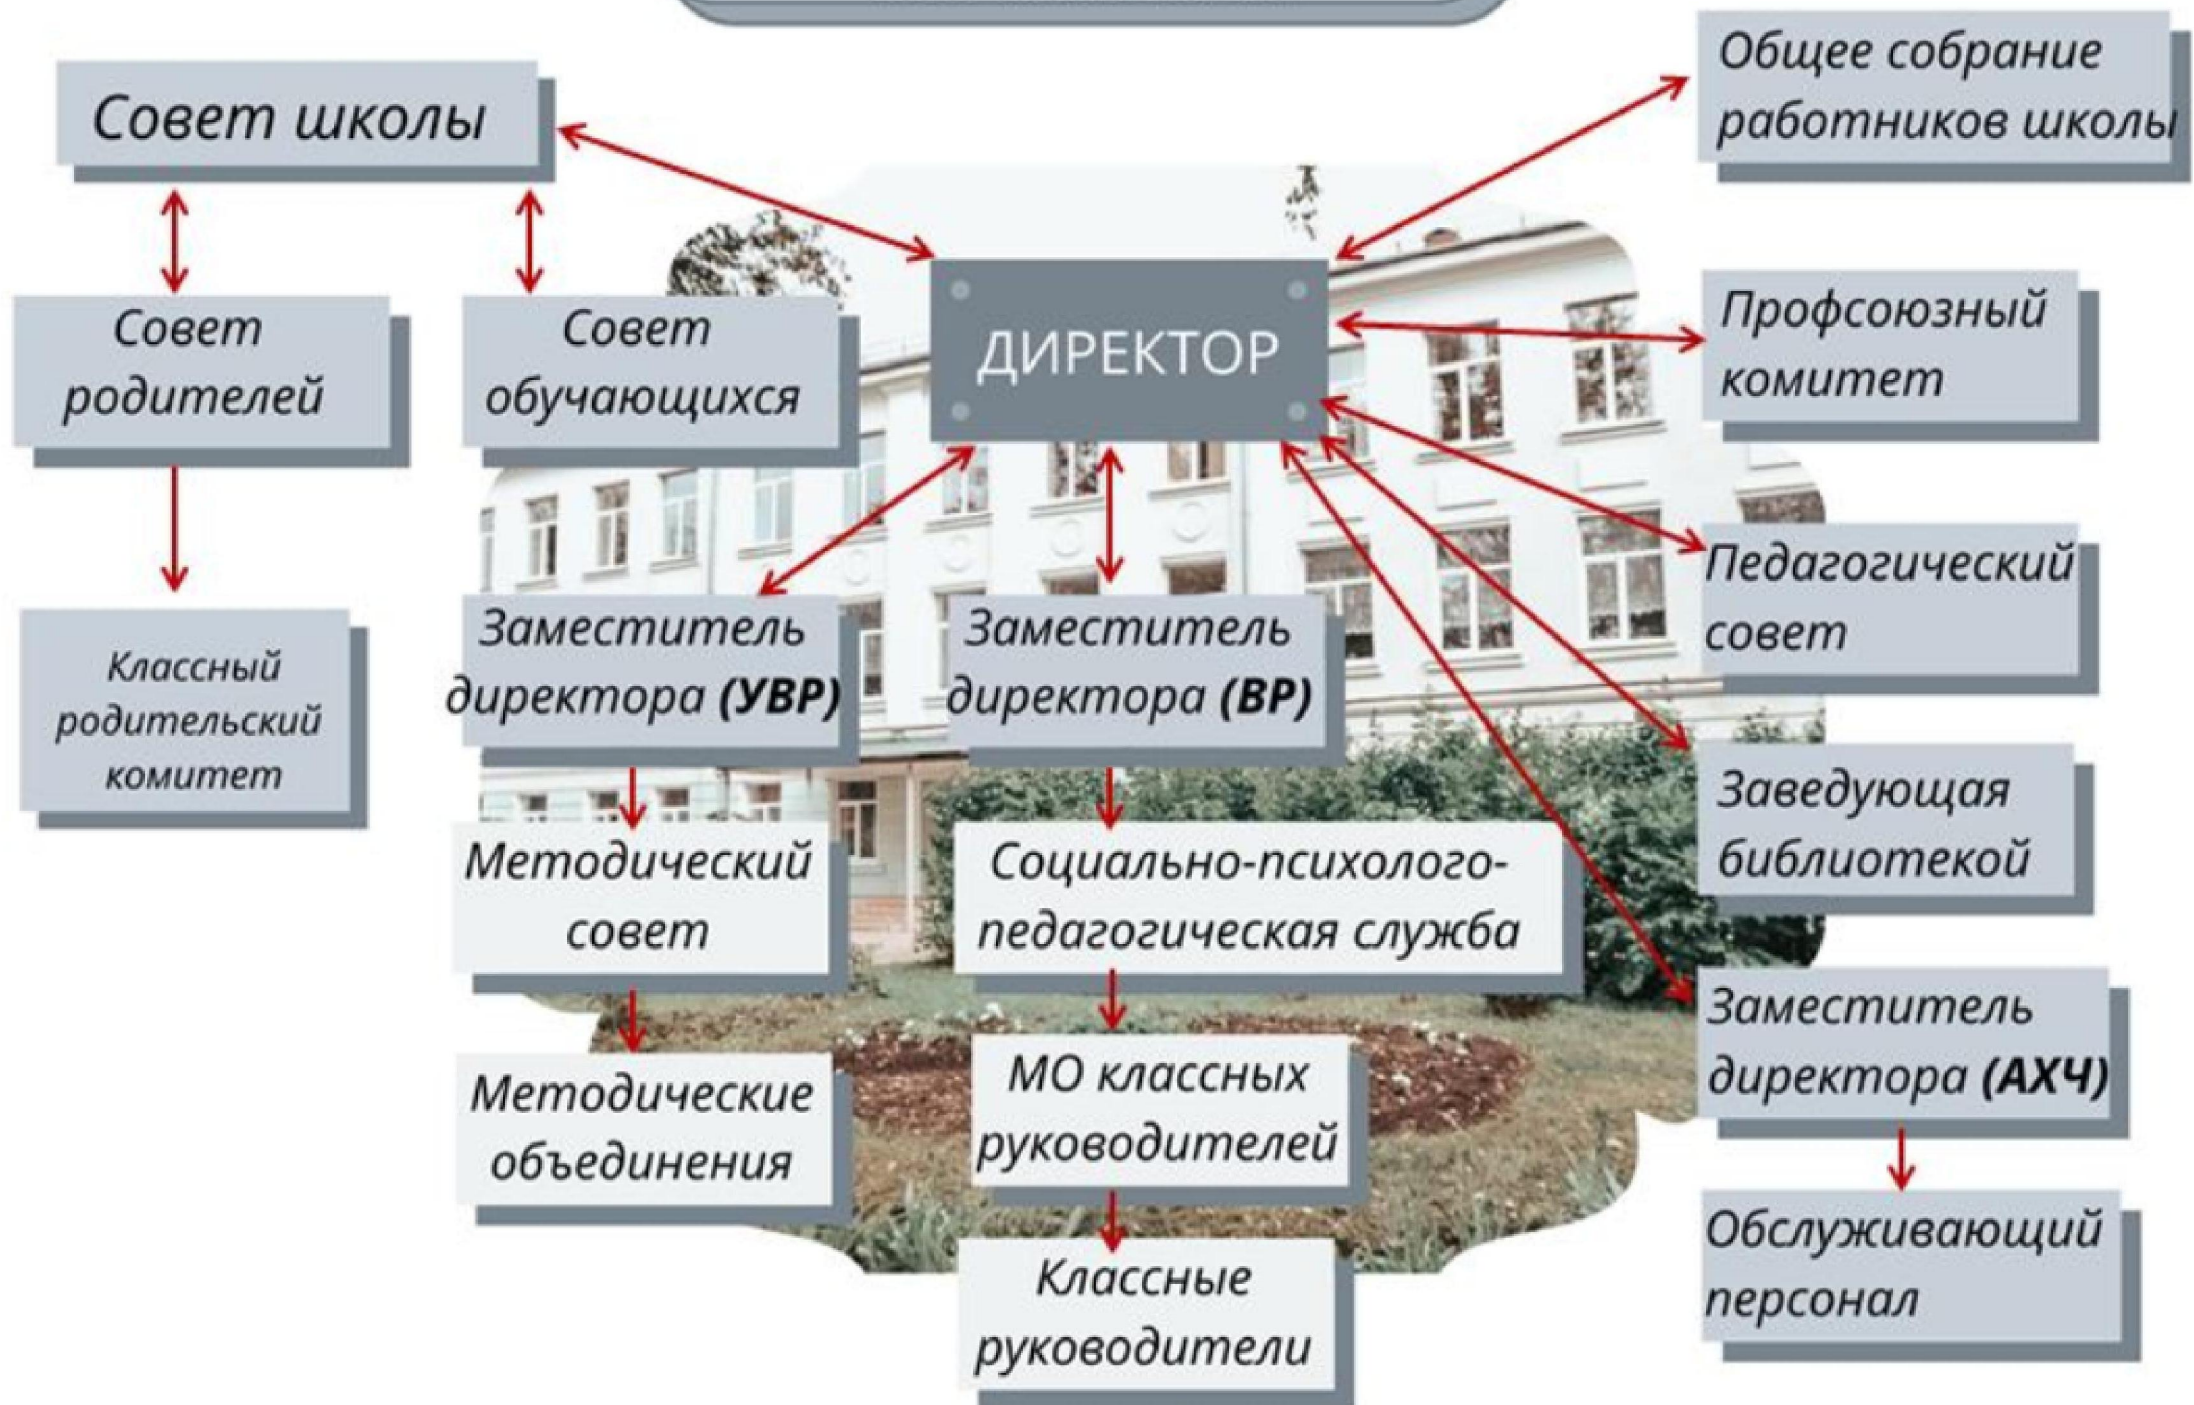 Совет школы
Общее собрание
работников школы
Совет
родителей
Совет
обучающихся
ДИРЕКТОР
Профсоюзный
комитет
Педагогический
совет
Классный
родительский
комитет
Заместитель
директора (УВР)
Заместитель
директора (ВР)
Заведующая
библиотекой
Методический
совет
Социально-психолого-
педагогическая служба
Заместитель
директора (АХЧ)
Методические
объединения
МО классных
руководителей
Обслуживающий
персонал
Классные
руководители